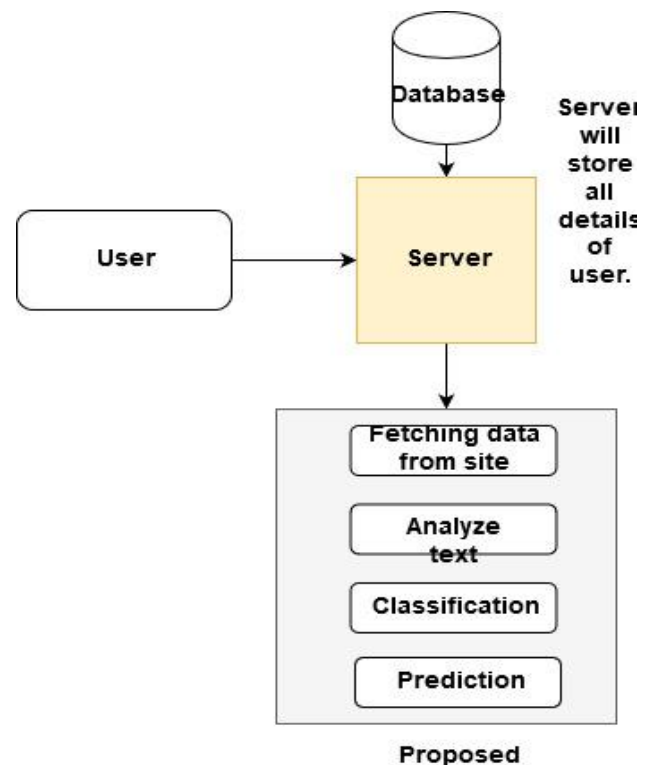 Database
Server
will
store
all
details
of
user.
User
Server
Fetching data
from site
Analyze
text
Classification
Prediction
Proposed